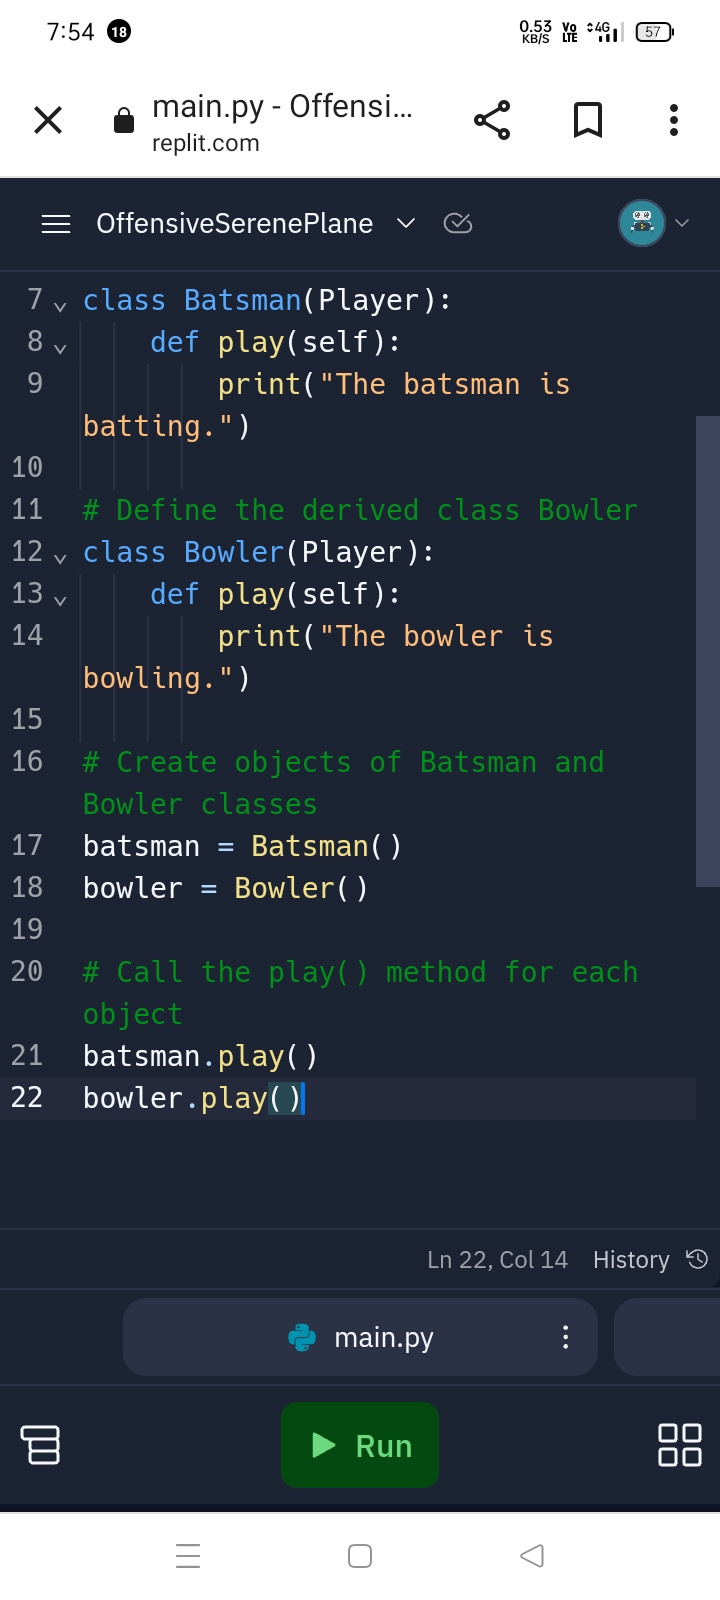 7:54 18 0.53 KB/S Vo LTE 4G 57
main.py - Offensi...
replit.com
OffensiveSerenePlane
7 class Batsman(Player):
8 def play(self):
9 print("The batsman is
batting.")
10
11 # Define the derived class Bowler
12 class Bowler(Player):
13 def play(self):
14 print("The bowler is
bowling.")
15
16 # Create objects of Batsman and
Bowler classes
17 batsman = Batsman()
18 bowler = Bowler()
19
20 # Call the play() method for each
object
21 batsman.play()
22 bowler.play()
Ln 22, Col 14 History
main.py
Run